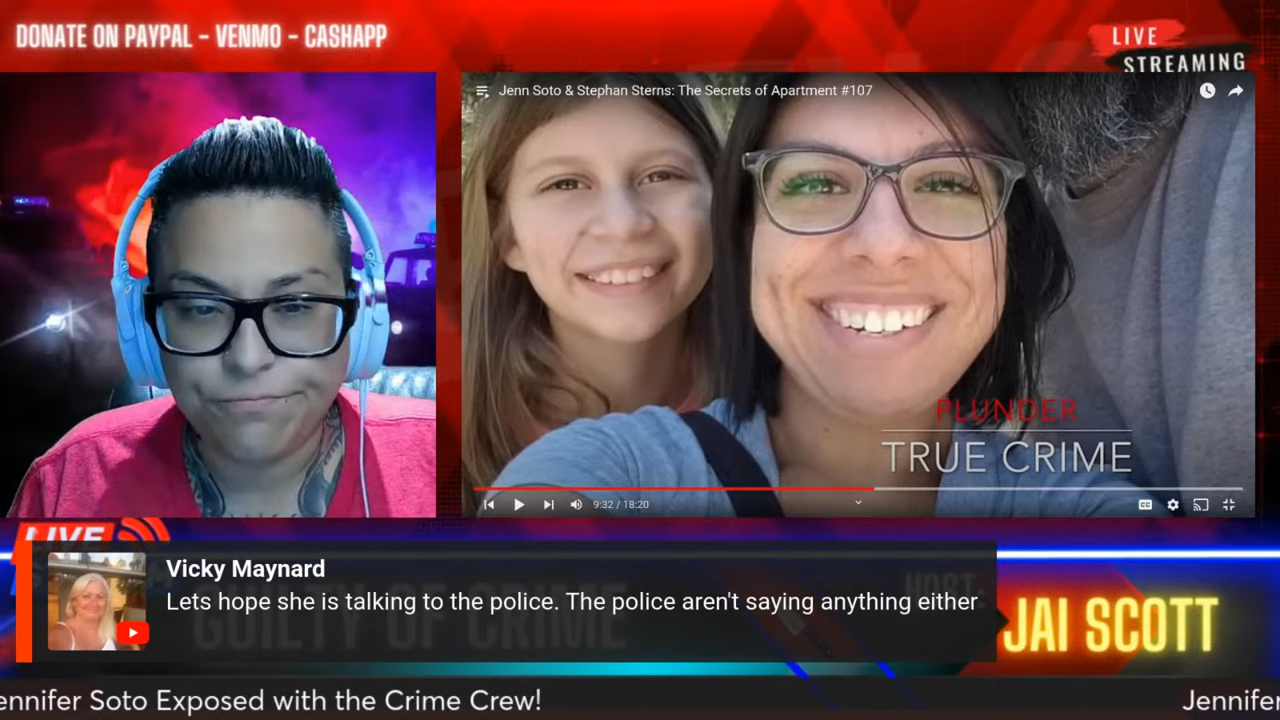 DONATE ON PAYPAL - VENMO - CASHAPP
LIVE
STREAMING
Jenn Soto & Stephan Sterns: The Secrets of Apartment #107
PLUNDER
TRUE CRIME
9:32 / 18:20
CC
LIVE
Vicky Maynard
Lets hope she is talking to the police. The police aren't saying anything either
HOST:
GUILTY OF CRIME
JAI SCOTT
ennifer Soto Exposed with the Crime Crew!
Jennifer